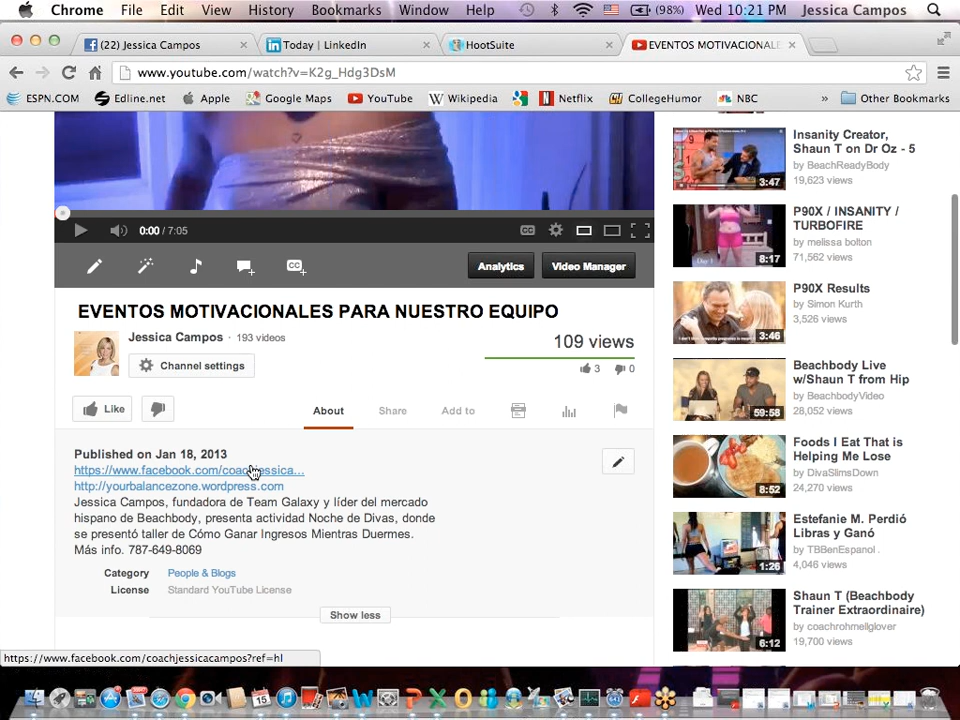 Chrome File Edit View History Bookmarks Window Help (98%) Wed 10:21 PM Jessica Campos
(22) Jessica Campos × Today | LinkedIn × HootSuite × EVENTOS MOTIVACIONALE ×
www.youtube.com/watch?v=K2g_Hdg3DsM
ESPN.COM Edline.net Apple Google Maps YouTube Wikipedia Netflix CollegeHumor NBC » Other Bookmarks
0:00 / 7:05 CC
CC Analytics Video Manager
EVENTOS MOTIVACIONALES PARA NUESTRO EQUIPO
Jessica Campos · 193 videos
Channel settings
109 views
3 0
Like About Share Add to
Published on Jan 18, 2013
https://www.facebook.com/coachjessica...
http://yourbalancezone.wordpress.com
Jessica Campos, fundadora de Team Galaxy y líder del mercado
hispano de Beachbody, presenta actividad Noche de Divas, donde
se presentó taller de Cómo Ganar Ingresos Mientras Duermes.
Más info. 787-649-8069
Category People & Blogs
License Standard YouTube License
Show less
Insanity Creator,
Shaun T on Dr Oz - 5
by BeachReadyBody
19,623 views
3:47
P90X / INSANITY /
TURBOFIRE
by melissa bolton
71,562 views
8:17
P90X Results
by Simon Kurth
3,526 views
3:46
Beachbody Live
w/Shaun T from Hip
by BeachbodyVideo
28,052 views
59:58
Foods I Eat That is
Helping Me Lose
by DivaSlimsDown
24,270 views
8:52
Estefanie M. Perdió
Libras y Ganó
by TBBenEspanol .
4,046 views
1:26
Shaun T (Beachbody
Trainer Extraordinaire)
by coachrohmellglover
19,700 views
6:12
https://www.facebook.com/coachjessicacampos?ref=hl
15